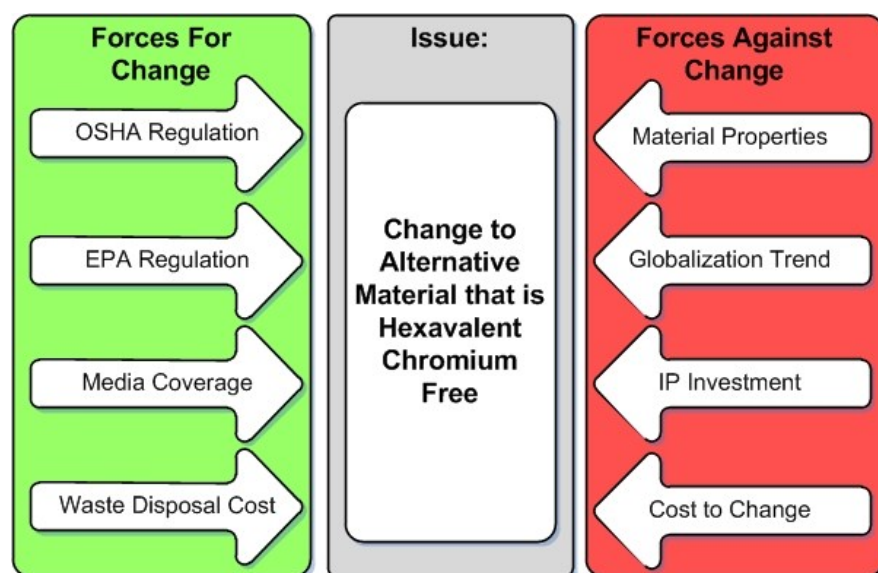 Forces For
Change
OSHA Regulation
EPA Regulation
Media Coverage
Waste Disposal Cost
Issue:
Change to
Alternative
Material that is
Hexavalent
Chromium
Free
Forces Against
Change
Material Properties
Globalization Trend
IP Investment
Cost to Change